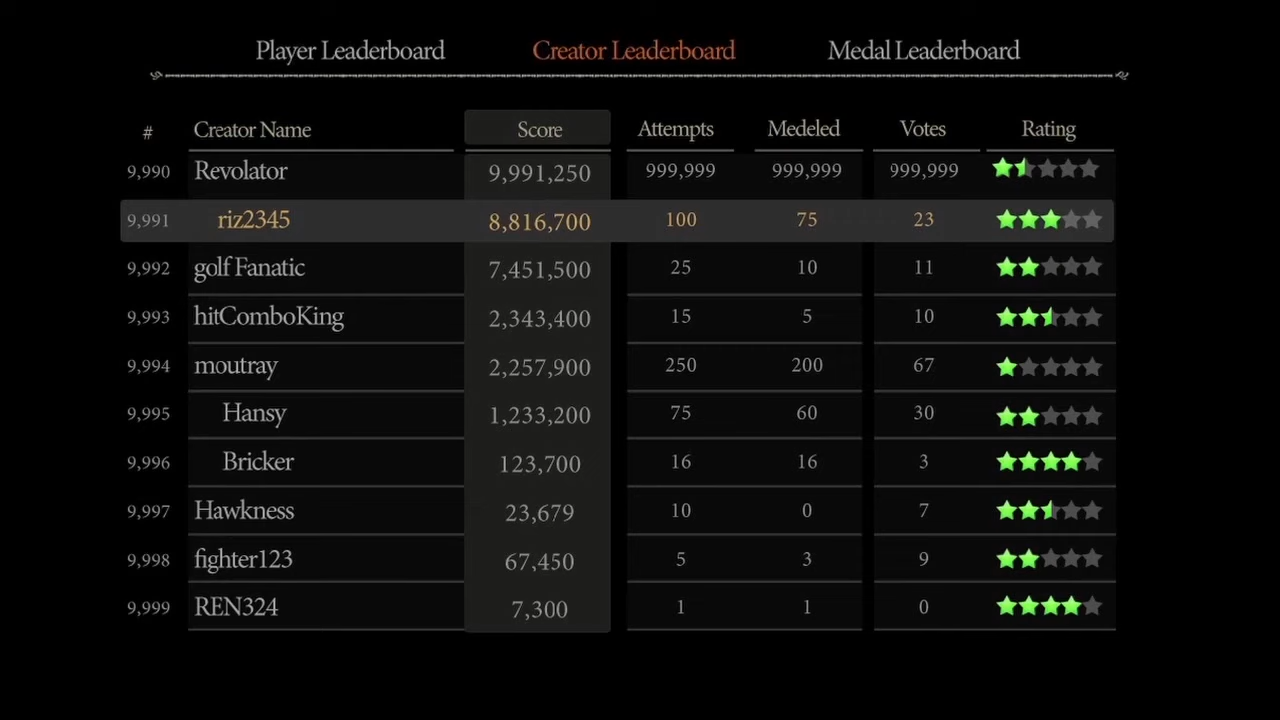 Player Leaderboard Creator Leaderboard Medal Leaderboard
# Creator Name Score Attempts Medeled Votes Rating
9,990 Revolator 9,991,250 999,999 999,999 999,999
9,991 riz2345 8,816,700 100 75 23
9,992 golf Fanatic 7,451,500 25 10 11
9,993 hitComboKing 2,343,400 15 5 10
9,994 moutray 2,257,900 250 200 67
9,995 Hansy 1,233,200 75 60 30
9,996 Bricker 123,700 16 16 3
9,997 Hawkness 23,679 10 0 7
9,998 fighter123 67,450 5 3 9
9,999 REN324 7,300 1 1 0